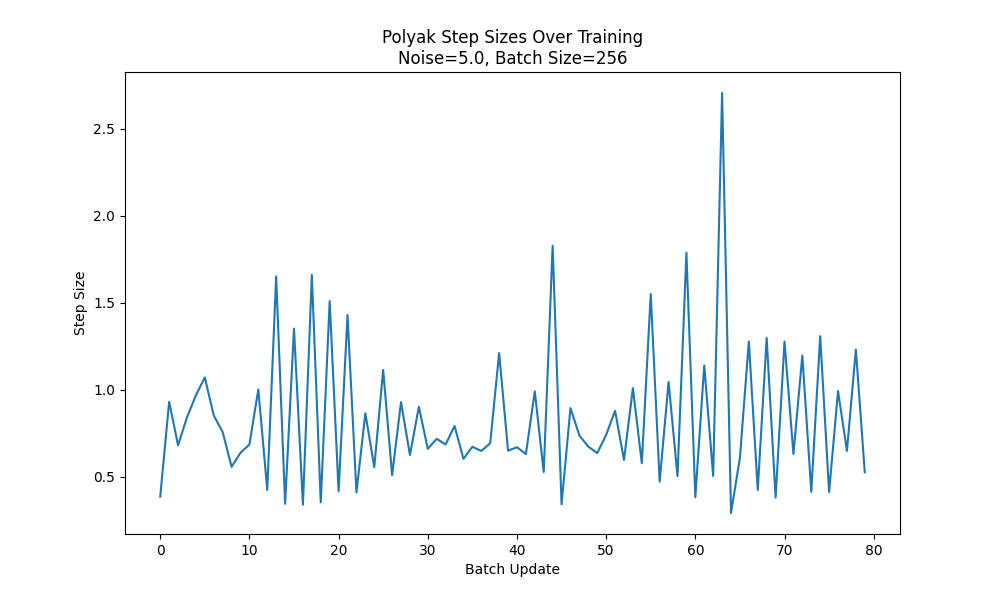 Polyak Step Sizes Over Training
Noise=5.0, Batch Size=256
Step Size
2.5
2.0
1.5
1.0
0.5
0 10 20 30 40 50 60 70 80
Batch Update